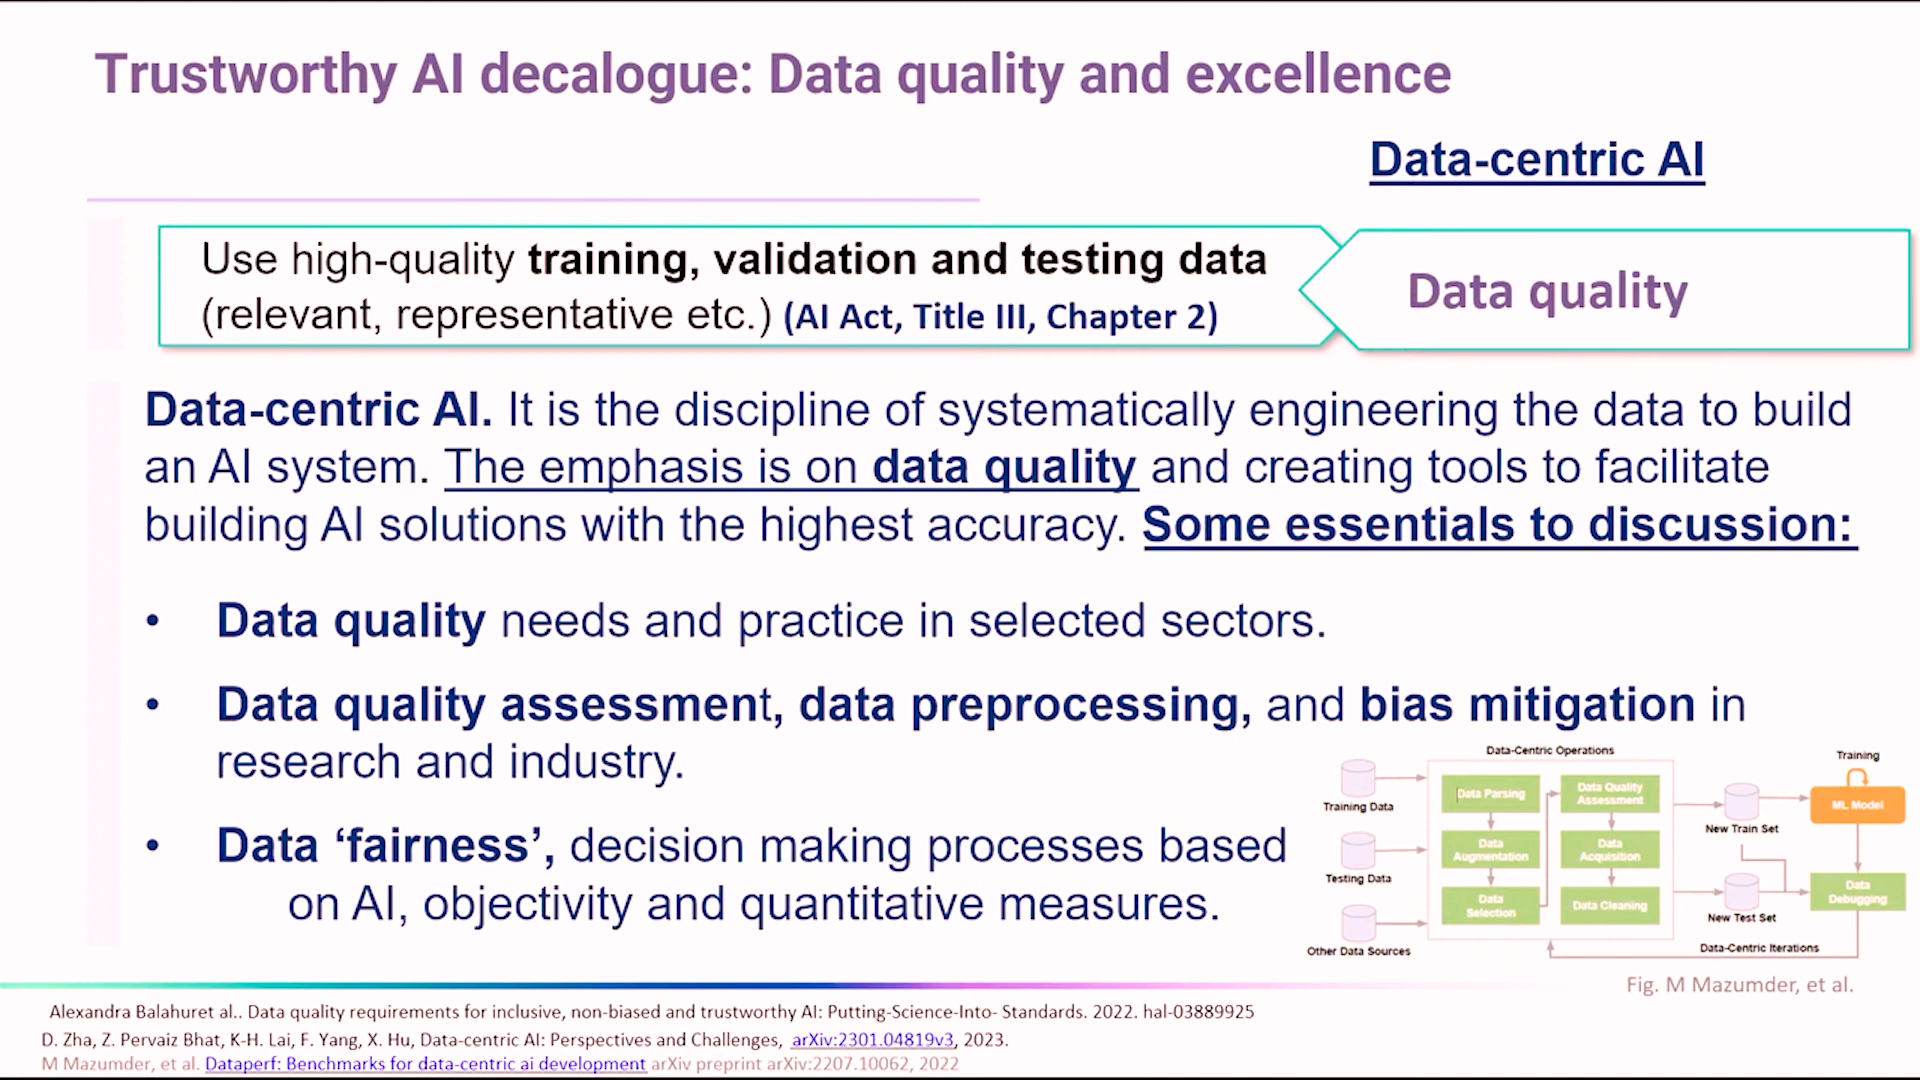 Trustworthy AI decalogue: Data quality and excellence
Data-centric AI
Use high-quality training, validation and testing data
(relevant, representative etc.) (AI Act, Title III, Chapter 2)
Data quality
Data-centric AI. It is the discipline of systematically engineering the data to build
an AI system. The emphasis is on data quality and creating tools to facilitate
building AI solutions with the highest accuracy. Some essentials to discussion:
• Data quality needs and practice in selected sectors.
• Data quality assessment, data preprocessing, and bias mitigation in
research and industry.
• Data ‘fairness’, decision making processes based
on AI, objectivity and quantitative measures.
Data-Centric Operations
Training Data
Testing Data
Other Data Sources
Data Parsing
Data
Augmentation
Data
Selection
Data Quality
Assessment
Data
Acquisition
Data Cleaning
New Train Set
New Test Set
Training
ML Model
Data
Debugging
Data-Centric Iterations
Fig. M Mazumder, et al.
Alexandra Balahuret al.. Data quality requirements for inclusive, non-biased and trustworthy AI: Putting-Science-Into- Standards. 2022. hal-03889925
D. Zha, Z. Pervaiz Bhat, K-H. Lai, F. Yang, X. Hu, Data-centric AI: Perspectives and Challenges, arXiv:2301.04819v3, 2023.
M Mazumder, et al. Dataperf: Benchmarks for data-centric ai development arXiv preprint arXiv:2207.10062, 2022